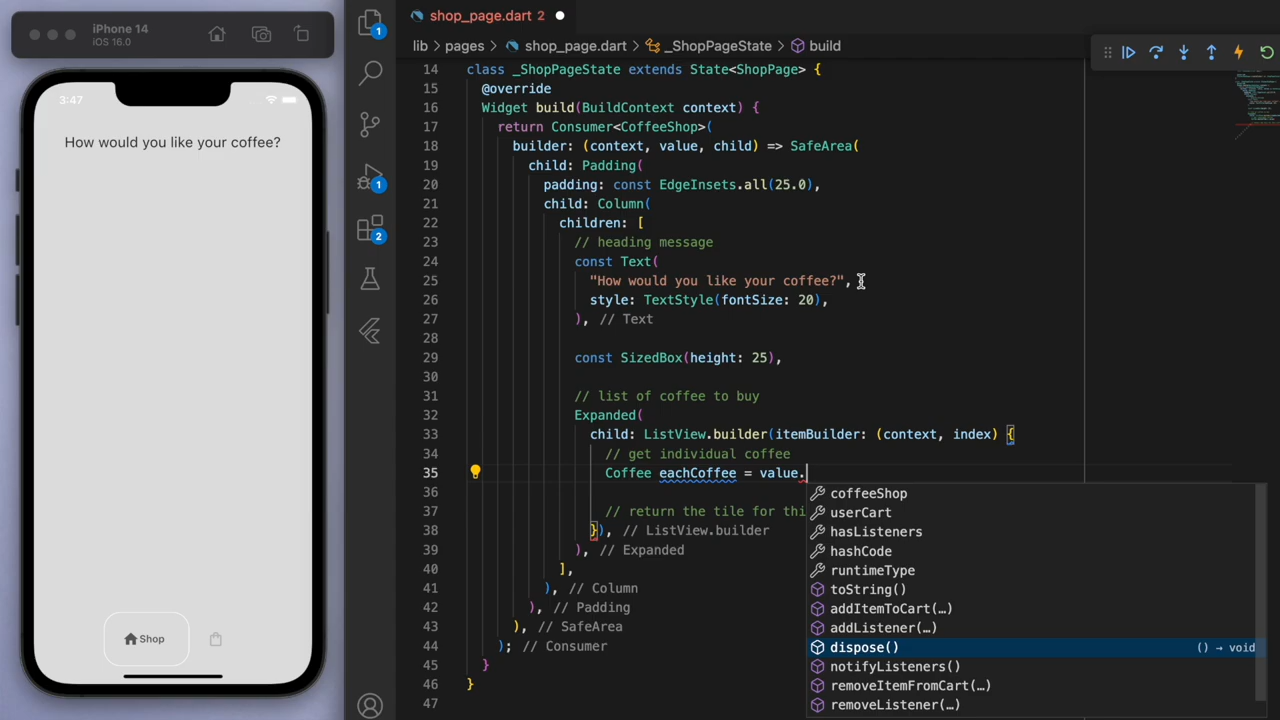 iPhone 14
iOS 16.0
3:47
How would you like your coffee?
Shop
1
1
2
shop_page.dart 2
lib pages shop_page.dart _ShopPageState build
14 class _ShopPageState extends State<ShopPage> {
15 @override
16 Widget build(BuildContext context) {
17 return Consumer<CoffeeShop>(
18 builder: (context, value, child) => SafeArea(
19 child: Padding(
20 padding: const EdgeInsets.all(25.0),
21 child: Column(
22 children: [
23 // heading message
24 const Text(
25 "How would you like your coffee?",
26 style: TextStyle(fontSize: 20),
27 ), // Text
28
29 const SizedBox(height: 25),
30
31 // list of coffee to buy
32 Expanded(
33 child: ListView.builder(itemBuilder: (context, index) {
34 // get individual coffee
35 Coffee eachCoffee = value.
36
37 // return the tile for thi
38 }), // ListView.builder
39 ), // Expanded
40 ],
41 ), // Column
42 ), // Padding
43 ), // SafeArea
44 ); // Consumer
45 }
46 }
47
coffeeShop
userCart
hasListeners
hashCode
runtimeType
toString()
addItemToCart(…)
addListener(…)
dispose() () → void
notifyListeners()
removeItemFromCart(…)
removeListener(…)